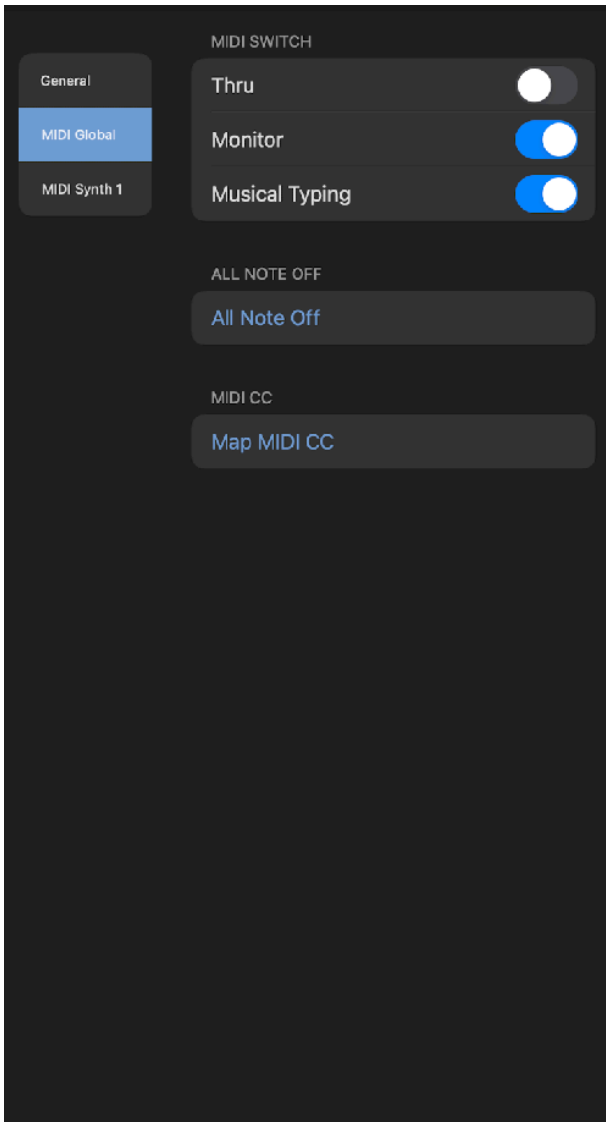 General
MIDI Global
MIDI Synth 1
MIDI SWITCH
Thru
Monitor
Musical Typing
ALL NOTE OFF
All Note Off
MIDI CC
Map MIDI CC